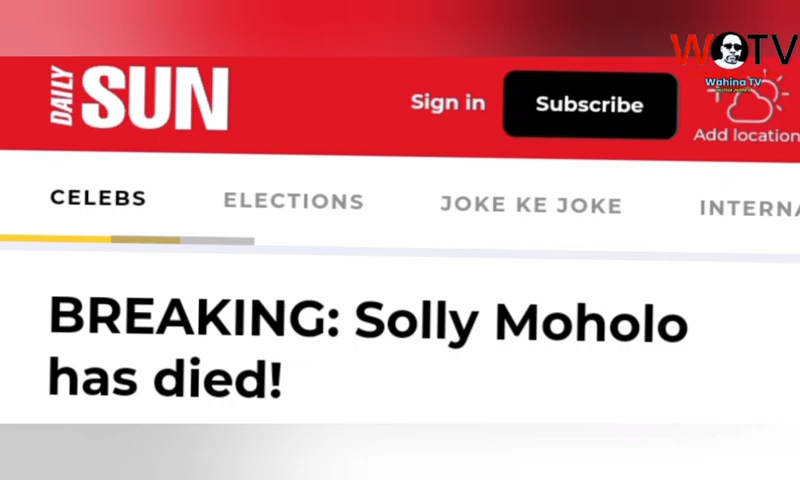 WOTV
Wahina TV
DAILY SUN
Sign in
Subscribe
Add location
CELEBS
ELECTIONS
JOKE KE JOKE
INTERNA
BREAKING: Solly Moholo
has died!